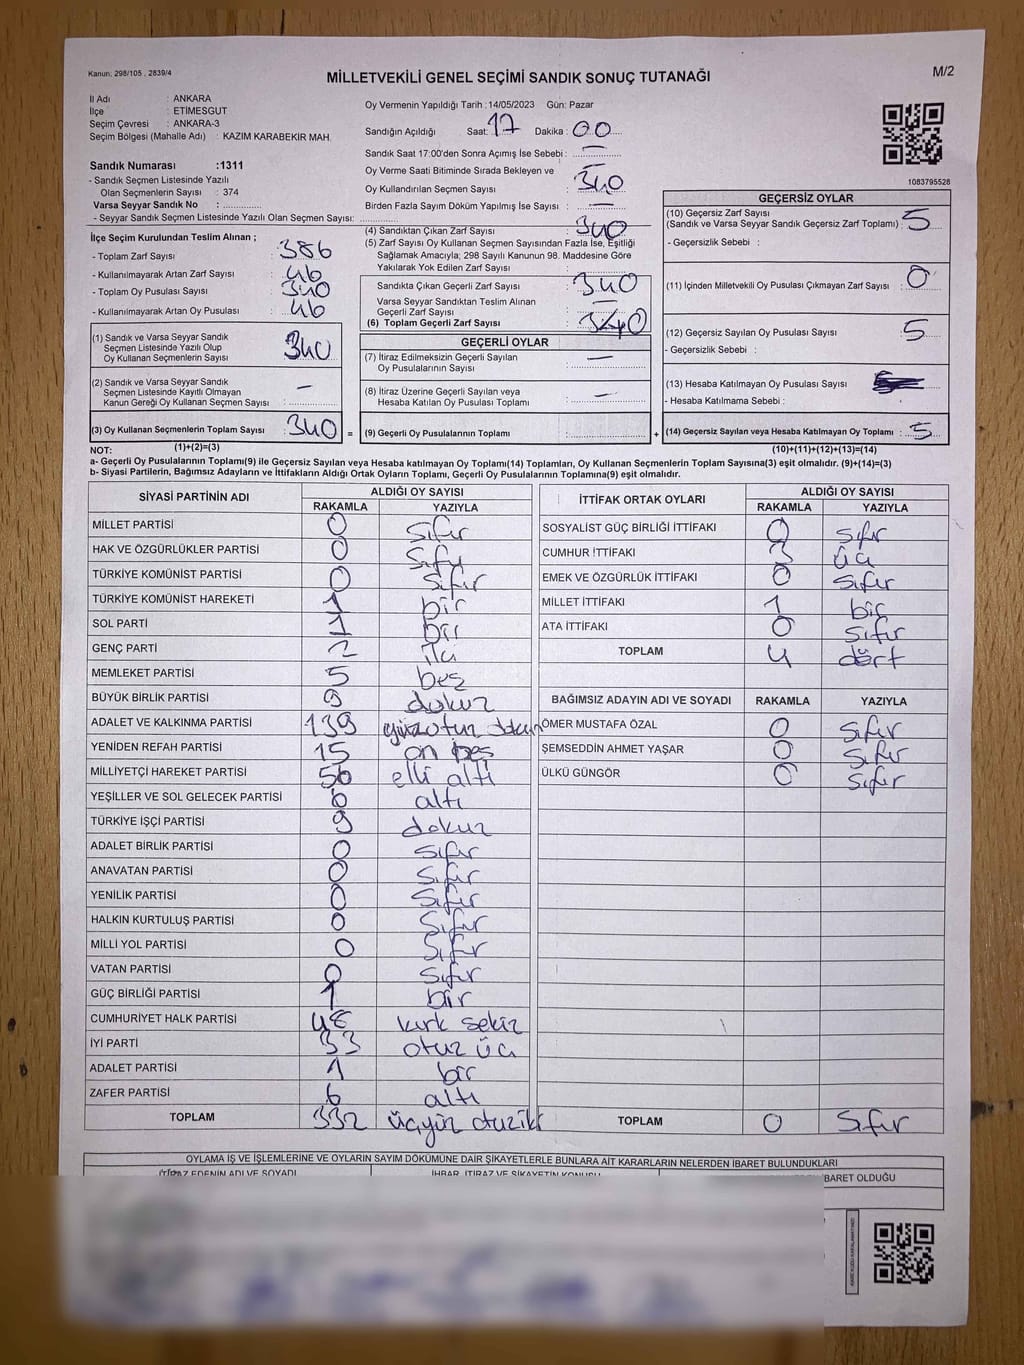 Kanun: 298/105 , 2839/4
MİLLETVEKİLİ GENEL SEÇİMİ SANDIK SONUÇ TUTANAĞI
M/2
İl Adı : ANKARA
İlçe : ETİMESGUT
Seçim Çevresi : ANKARA-3
Seçim Bölgesi (Mahalle Adı) : KAZIM KARABEKİR MAH.
Sandık Numarası :1311
- Sandık Seçmen Listesinde Yazılı
Olan Seçmenlerin Sayısı : 374
Varsa Seyyar Sandık No :
- Seyyar Sandık Seçmen Listesinde Yazılı Olan Seçmen Sayısı:
Oy Vermenin Yapıldığı Tarih :14/05/2023 Gün: Pazar
Sandığın Açıldığı Saat: 17 Dakika : 00
Sandık Saat 17:00'den Sonra Açımış İse Sebebi : —
Oy Verme Saati Bitiminde Sırada Bekleyen ve
Oy Kullandırılan Seçmen Sayısı : 340
Birden Fazla Sayım Döküm Yapılmış İse Sayısı : —
(4) Sandıktan Çıkan Zarf Sayısı : 340
(5) Zarf Sayısı Oy Kullanan Seçmen Sayısından Fazla İse, Eşitliği
Sağlamak Amacıyla; 298 Sayılı Kanunun 98. Maddesine Göre
Yakılarak Yok Edilen Zarf Sayısı :
1083795528
İlçe Seçim Kurulundan Teslim Alınan ;
- Toplam Zarf Sayısı : 386
- Kullanılmayarak Artan Zarf Sayısı : 46
- Toplam Oy Pusulası Sayısı : 340
- Kullanılmayarak Artan Oy Pusulası : 46
(1) Sandık ve Varsa Seyyar Sandık
Seçmen Listesinde Yazılı Olup
Oy Kullanan Seçmenlerin Sayısı : 340
(2) Sandık ve Varsa Seyyar Sandık
Seçmen Listesinde Kayıtlı Olmayan
Kanun Gereği Oy Kullanan Seçmen Sayısı : —
(3) Oy Kullanan Seçmenlerin Toplam Sayısı : 340 =
Sandıkta Çıkan Geçerli Zarf Sayısı : 340
Varsa Seyyar Sandıktan Teslim Alınan
Geçerli Zarf Sayısı : —
(6) Toplam Geçerli Zarf Sayısı : 340
GEÇERLİ OYLAR
(7) İtiraz Edilmeksizin Geçerli Sayılan
Oy Pusulalarının Sayısı : —
(8) İtiraz Üzerine Geçerli Sayılan veya
Hesaba Katılan Oy Pusulası Toplamı : —
(9) Geçerli Oy Pusulalarının Toplamı : +
GEÇERSİZ OYLAR
(10) Geçersiz Zarf Sayısı
(Sandık ve Varsa Seyyar Sandık Geçersiz Zarf Toplamı) : 5
- Geçersizlik Sebebi :
(11) İçinden Milletvekili Oy Pusulası Çıkmayan Zarf Sayısı : 0
(12) Geçersiz Sayılan Oy Pusulası Sayısı : 5
- Geçersizlik Sebebi :
(13) Hesaba Katılmayan Oy Pusulası Sayısı :
- Hesaba Katılmama Sebebi :
(14) Geçersiz Sayılan veya Hesaba Katılmayan Oy Toplamı : 5
NOT: (1)+(2)=(3) (10)+(11)+(12)+(13)=(14)
a- Geçerli Oy Pusulalarının Toplamı(9) ile Geçersiz Sayılan veya Hesaba katılmayan Oy Toplamı(14) Toplamları, Oy Kullanan Seçmenlerin Toplam Sayısına(3) eşit olmalıdır. (9)+(14)=(3)
b- Siyasi Partilerin, Bağımsız Adayların ve İttifakların Aldığı Ortak Oyların Toplamı, Geçerli Oy Pusulalarının Toplamına(9) eşit olmalıdır.
SİYASİ PARTİNİN ADI ALDIĞI OY SAYISI
RAKAMLA YAZIYLA
MİLLET PARTİSİ 0 sıfır
HAK VE ÖZGÜRLÜKLER PARTİSİ 0 sıfır
TÜRKİYE KOMÜNİST PARTİSİ 0 sıfır
TÜRKİYE KOMÜNİST HAREKETİ 1 bir
SOL PARTİ 1 bir
GENÇ PARTİ 2 iki
MEMLEKET PARTİSİ 5 beş
BÜYÜK BİRLİK PARTİSİ 9 dokuz
ADALET VE KALKINMA PARTİSİ 139 yüzotuz dokuz
YENİDEN REFAH PARTİSİ 15 on beş
MİLLİYETÇİ HAREKET PARTİSİ 56 elli altı
YEŞİLLER VE SOL GELECEK PARTİSİ 6 altı
TÜRKİYE İŞÇİ PARTİSİ 9 dokuz
ADALET BİRLİK PARTİSİ 0 sıfır
ANAVATAN PARTİSİ 0 sıfır
YENİLİK PARTİSİ 0 sıfır
HALKIN KURTULUŞ PARTİSİ 0 sıfır
MİLLİ YOL PARTİSİ 0 sıfır
VATAN PARTİSİ 0 sıfır
GÜÇ BİRLİĞİ PARTİSİ 1 bir
CUMHURİYET HALK PARTİSİ 48 kırk sekiz
İYİ PARTİ 33 otuz üç
ADALET PARTİSİ 1 bir
ZAFER PARTİSİ 6 altı
TOPLAM 332 üçyüz otuziki
İTTİFAK ORTAK OYLARI ALDIĞI OY SAYISI
RAKAMLA YAZIYLA
SOSYALİST GÜÇ BİRLİĞİ İTTİFAKI 0 sıfır
CUMHUR İTTİFAKI 3 üç
EMEK VE ÖZGÜRLÜK İTTİFAKI 0 sıfır
MİLLET İTTİFAKI 1 bir
ATA İTTİFAKI 0 sıfır
TOPLAM 4 dört
BAĞIMSIZ ADAYIN ADI VE SOYADI RAKAMLA YAZIYLA
ÖMER MUSTAFA ÖZAL 0 sıfır
ŞEMSEDDİN AHMET YAŞAR 0 sıfır
ÜLKÜ GÜNGÖR 0 sıfır
TOPLAM 0 sıfır
OYLAMA İŞ VE İŞLEMLERİNE VE OYLARIN SAYIM DÖKÜMÜNE DAİR ŞİKAYETLERLE BUNLARA AİT KARARLARIN NELERDEN İBARET BULUNDUKLARI
İTİRAZ EDENİN ADI VE SOYADI İHBAR, İTİRAZ VE ŞİKAYETİN KONUSU İBARET OLDUĞU